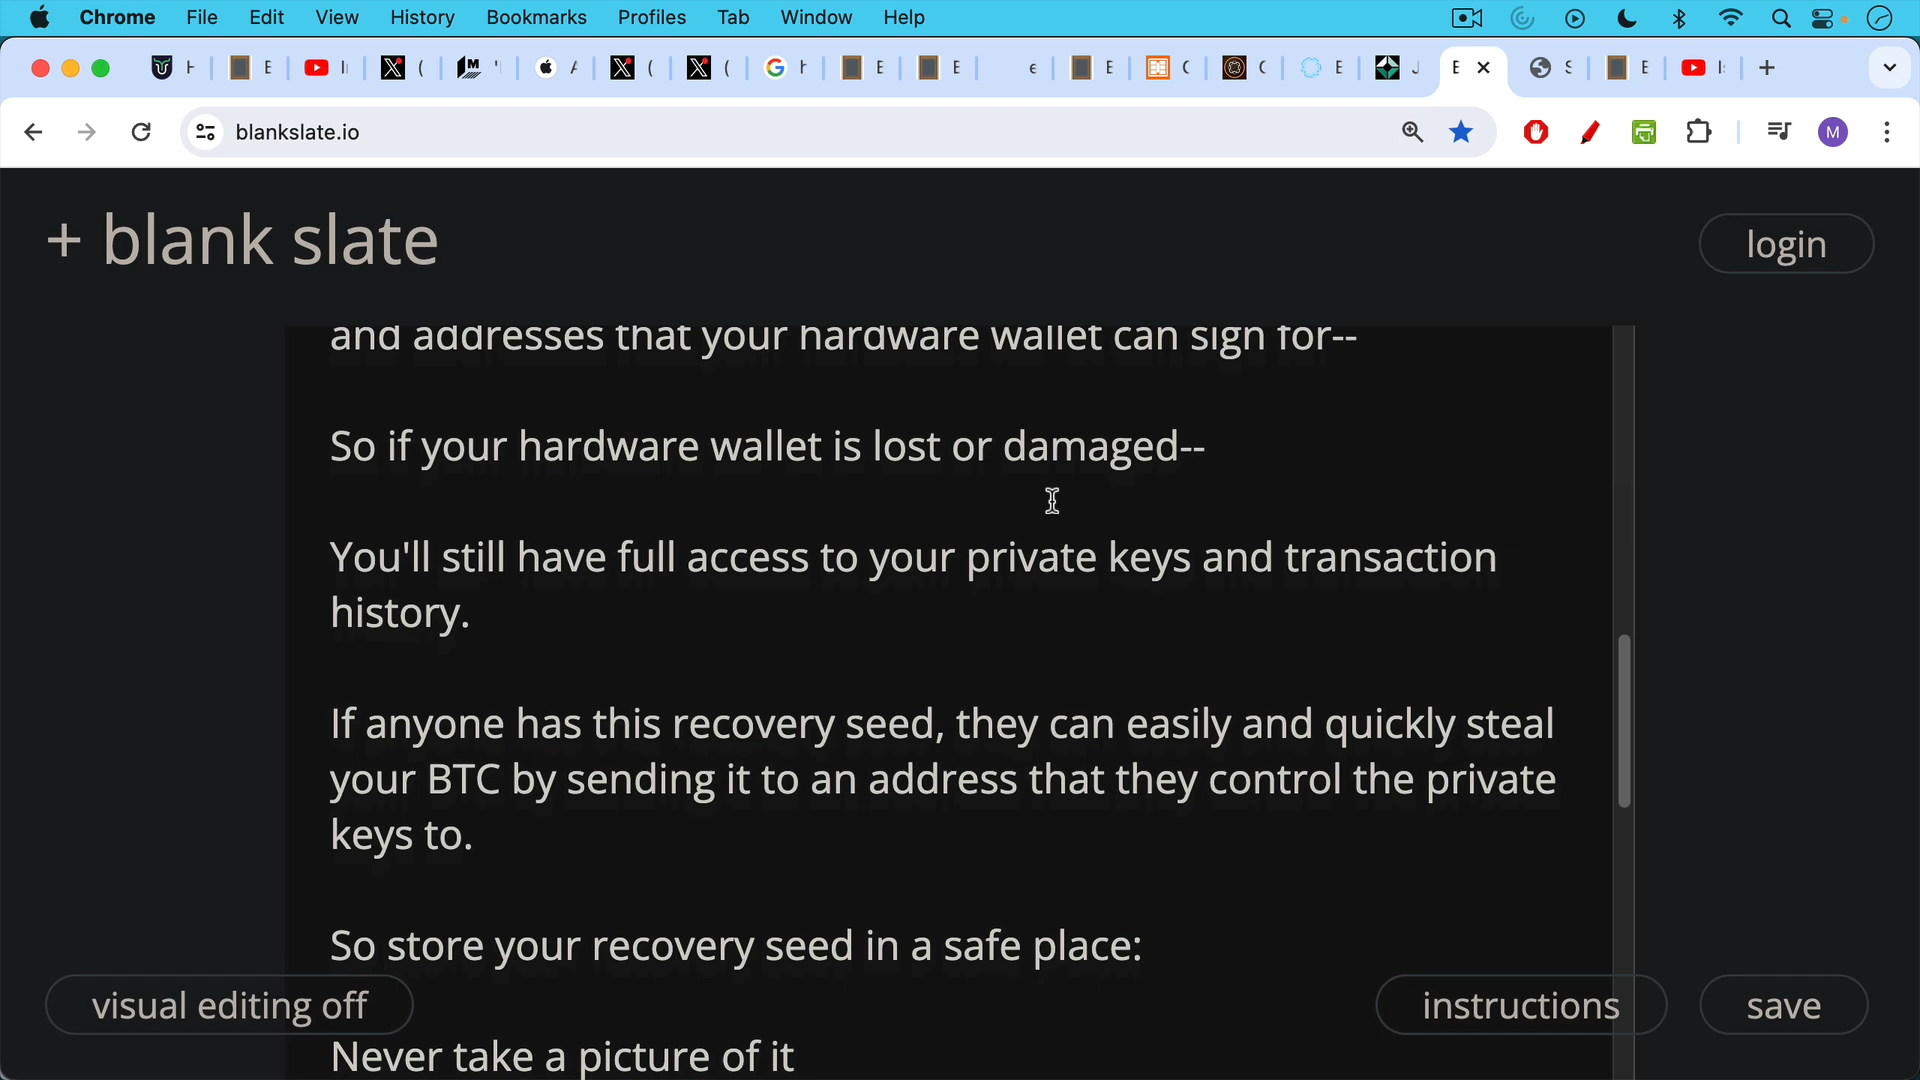 Chrome File Edit View History Bookmarks Profiles Tab Window Help
blankslate.io
M
+ blank slate
login
and addresses that your hardware wallet can sign for--
So if your hardware wallet is lost or damaged--
You'll still have full access to your private keys and transaction
history.
If anyone has this recovery seed, they can easily and quickly steal
your BTC by sending it to an address that they control the private
keys to.
So store your recovery seed in a safe place:
visual editing off
instructions
save
Never take a picture of it